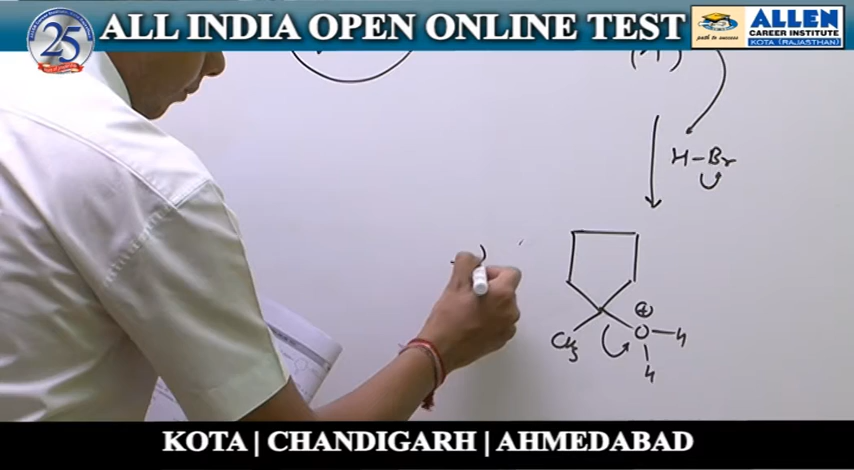 25
ALL INDIA OPEN ONLINE TEST
path to success
ALLEN
CAREER INSTITUTE
KOTA (RAJASTHAN)
(A)
H-Br
⊕
CH3
O-H
H
KOTA | CHANDIGARH | AHMEDABAD